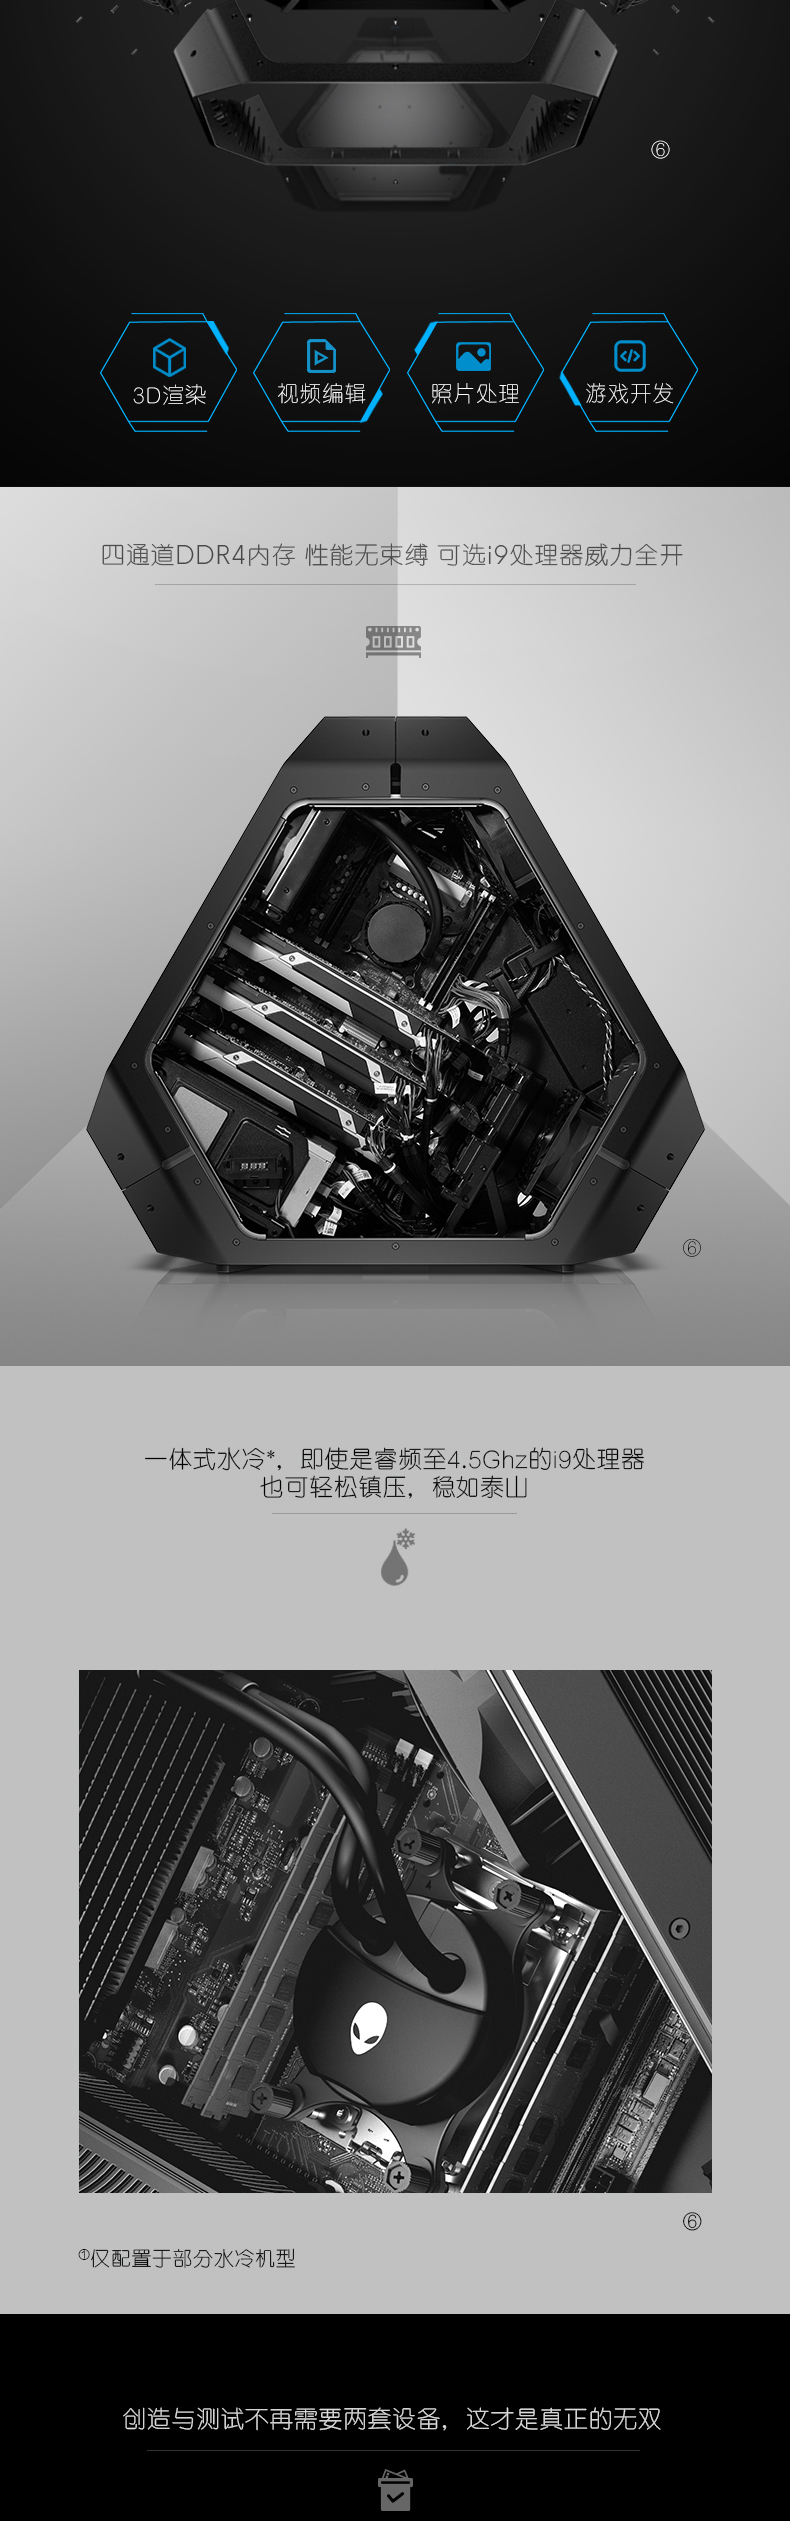 ⑥
3D渲染
视频编辑
照片处理
游戏开发
四通道DDR4内存 性能无束缚 可选i9处理器威力全开
⑥
一体式水冷*，即使是睿频至4.5Ghz的i9处理器
也可轻松镇压，稳如泰山
⑥
①仅配置于部分水冷机型
创造与测试不再需要两套设备，这才是真正的无双